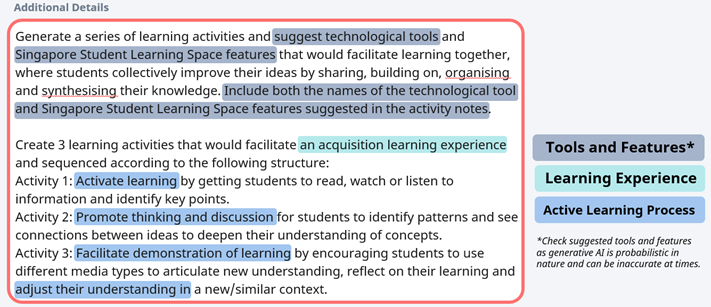 Additional Details
Generate a series of learning activities and suggest technological tools and
Singapore Student Learning Space features that would facilitate learning together,
where students collectively improve their ideas by sharing, building on, organising
and synthesising their knowledge. Include both the names of the technological tool
and Singapore Student Learning Space features suggested in the activity notes.
Create 3 learning activities that would facilitate an acquisition learning experience
and sequenced according to the following structure:
Activity 1: Activate learning by getting students to read, watch or listen to
information and identify key points.
Activity 2: Promote thinking and discussion for students to identify patterns and see
connections between ideas to deepen their understanding of concepts.
Activity 3: Facilitate demonstration of learning by encouraging students to use
different media types to articulate new understanding, reflect on their learning and
adjust their understanding in a new/similar context.
Tools and Features*
Learning Experience
Active Learning Process
*Check suggested tools and features
as generative AI is probabilistic in
nature and can be inaccurate at times.